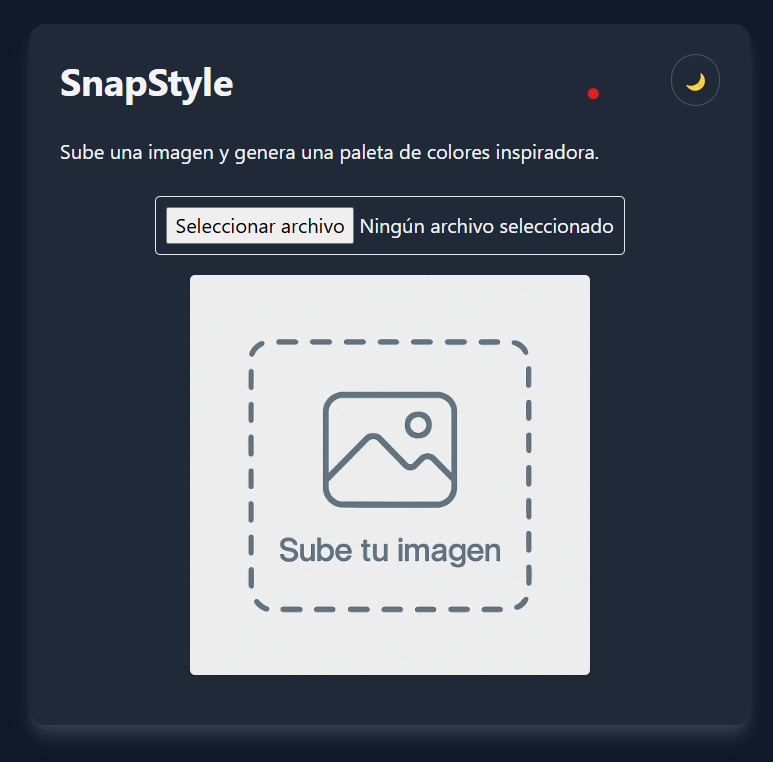 SnapStyle
Sube una imagen y genera una paleta de colores inspiradora.
Seleccionar archivo Ningún archivo seleccionado
Sube tu imagen